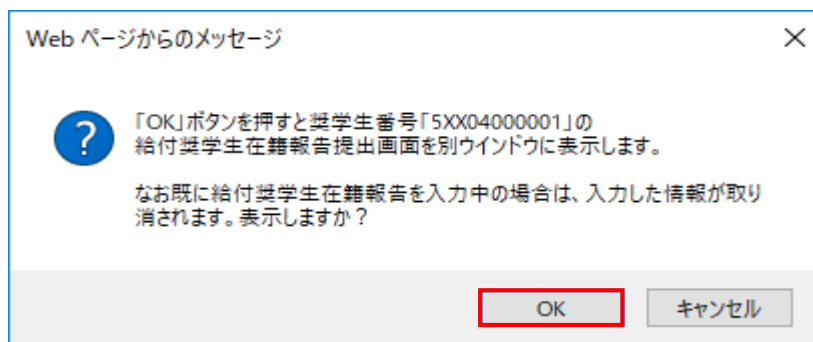 Web ページからのメッセージ
「OK」ボタンを押すと奨学生番号「5XX04000001」の
給付奨学生在籍報告提出画面を別ウインドウに表示します。
なお既に給付奨学生在籍報告を入力中の場合は、入力した情報が取り
消されます。表示しますか？
OK
キャンセル